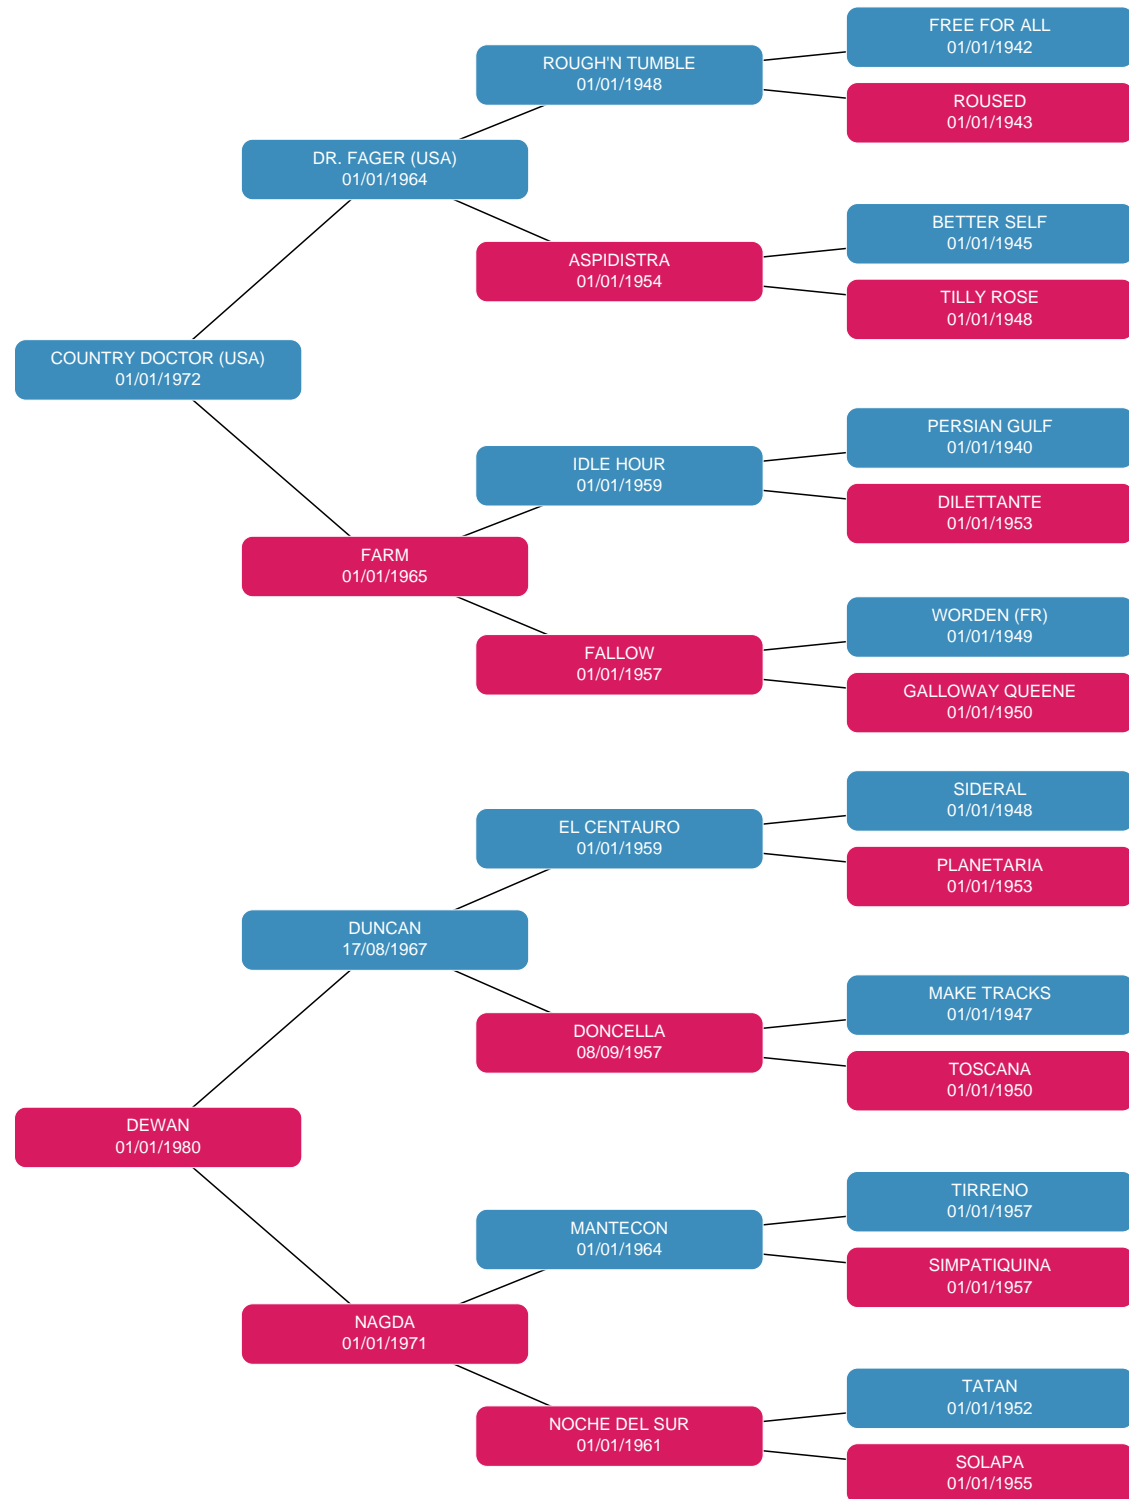 FREE FOR ALL
01/01/1942
ROUGH'N TUMBLE
01/01/1948
ROUSED
01/01/1943
DR. FAGER (USA)
01/01/1964
BETTER SELF
01/01/1945
ASPIDISTRA
01/01/1954
TILLY ROSE
01/01/1948
COUNTRY DOCTOR (USA)
01/01/1972
PERSIAN GULF
01/01/1940
IDLE HOUR
01/01/1959
DILETTANTE
01/01/1953
FARM
01/01/1965
WORDEN (FR)
01/01/1949
FALLOW
01/01/1957
GALLOWAY QUEENE
01/01/1950
SIDERAL
01/01/1948
EL CENTAURO
01/01/1959
PLANETARIA
01/01/1953
DUNCAN
17/08/1967
MAKE TRACKS
01/01/1947
DONCELLA
08/09/1957
TOSCANA
01/01/1950
DEWAN
01/01/1980
TIRRENO
01/01/1957
MANTECON
01/01/1964
SIMPATIQUINA
01/01/1957
NAGDA
01/01/1971
TATAN
01/01/1952
NOCHE DEL SUR
01/01/1961
SOLAPA
01/01/1955